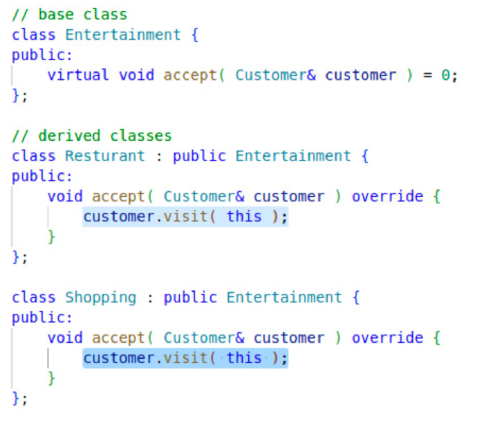 // base class
class Entertainment {
public:
    virtual void accept( Customer& customer ) = 0;
};

// derived classes
class Resturant : public Entertainment {
public:
    void accept( Customer& customer ) override {
        customer.visit( this );
    }
};

class Shopping : public Entertainment {
public:
    void accept( Customer& customer ) override {
        customer.visit( this );
    }
};